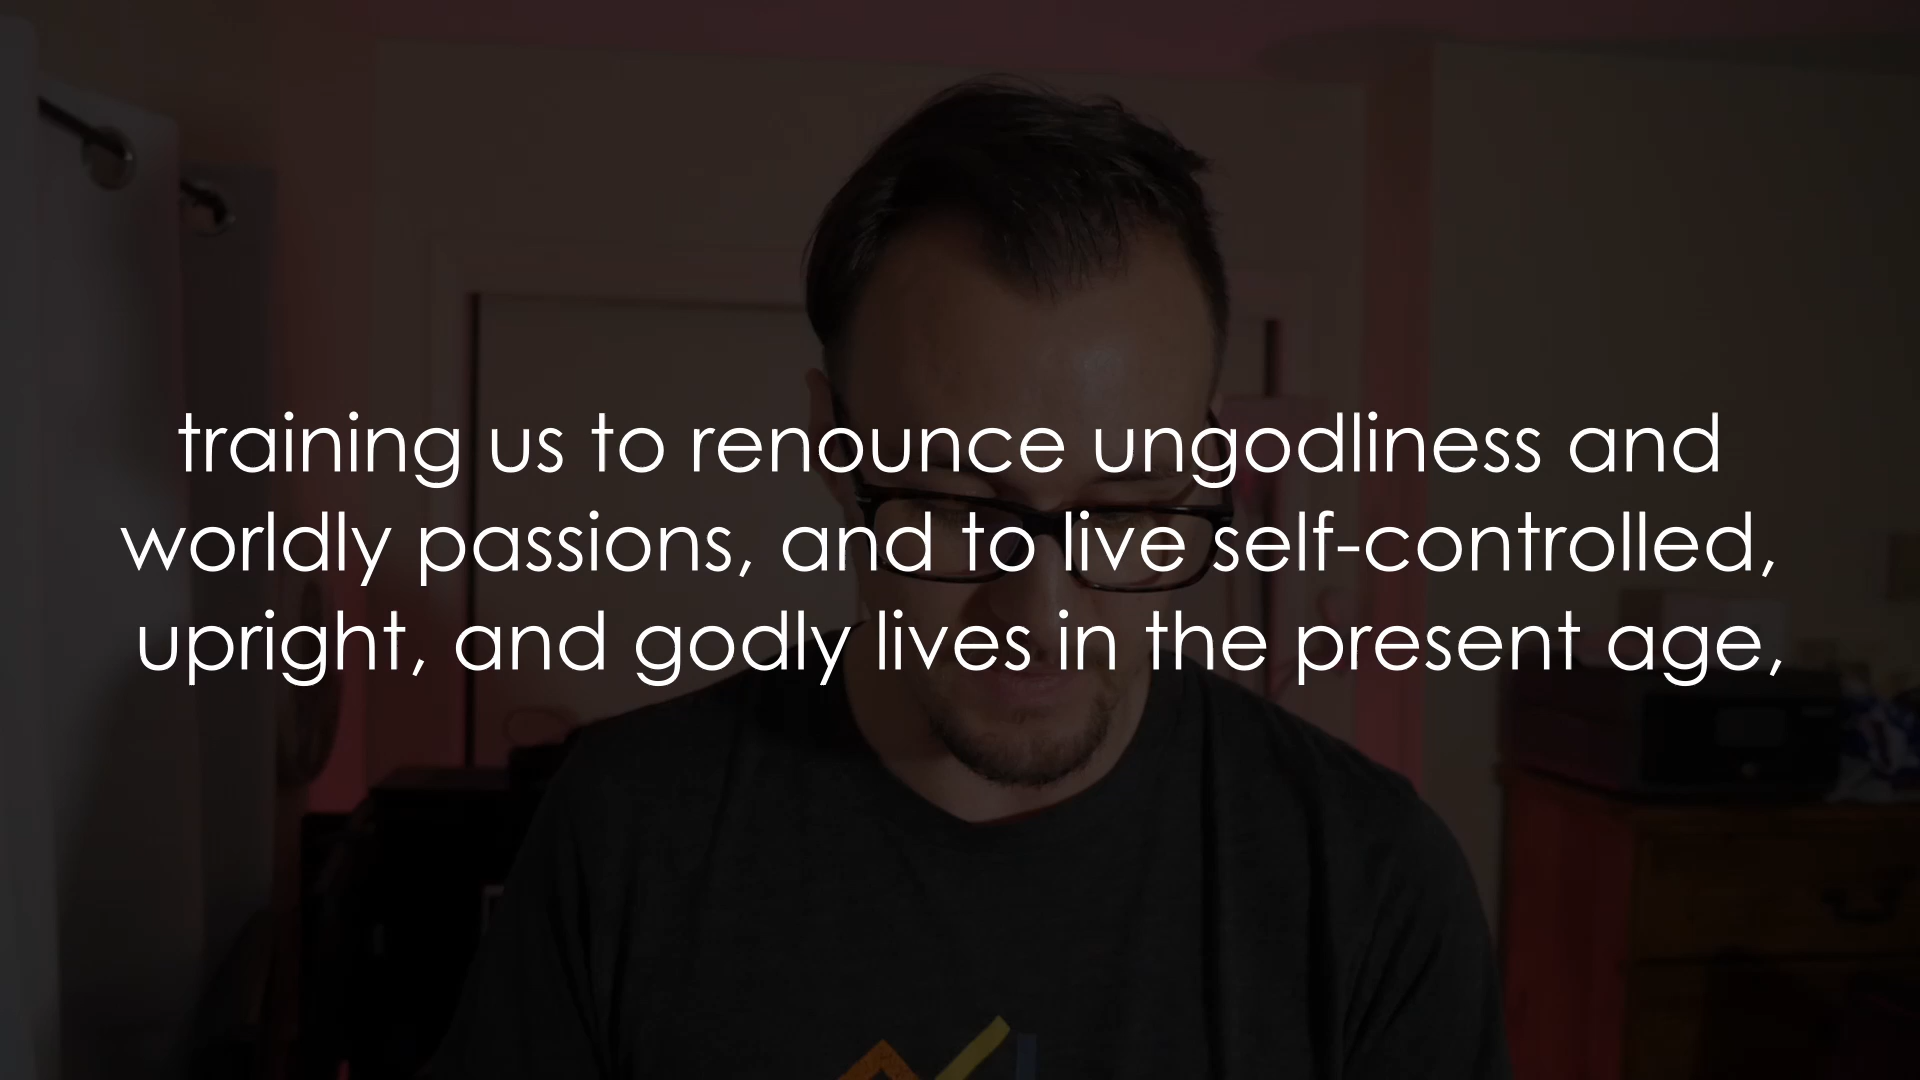 training us to renounce ungodliness and
worldly passions, and to live self-controlled,
upright, and godly lives in the present age,